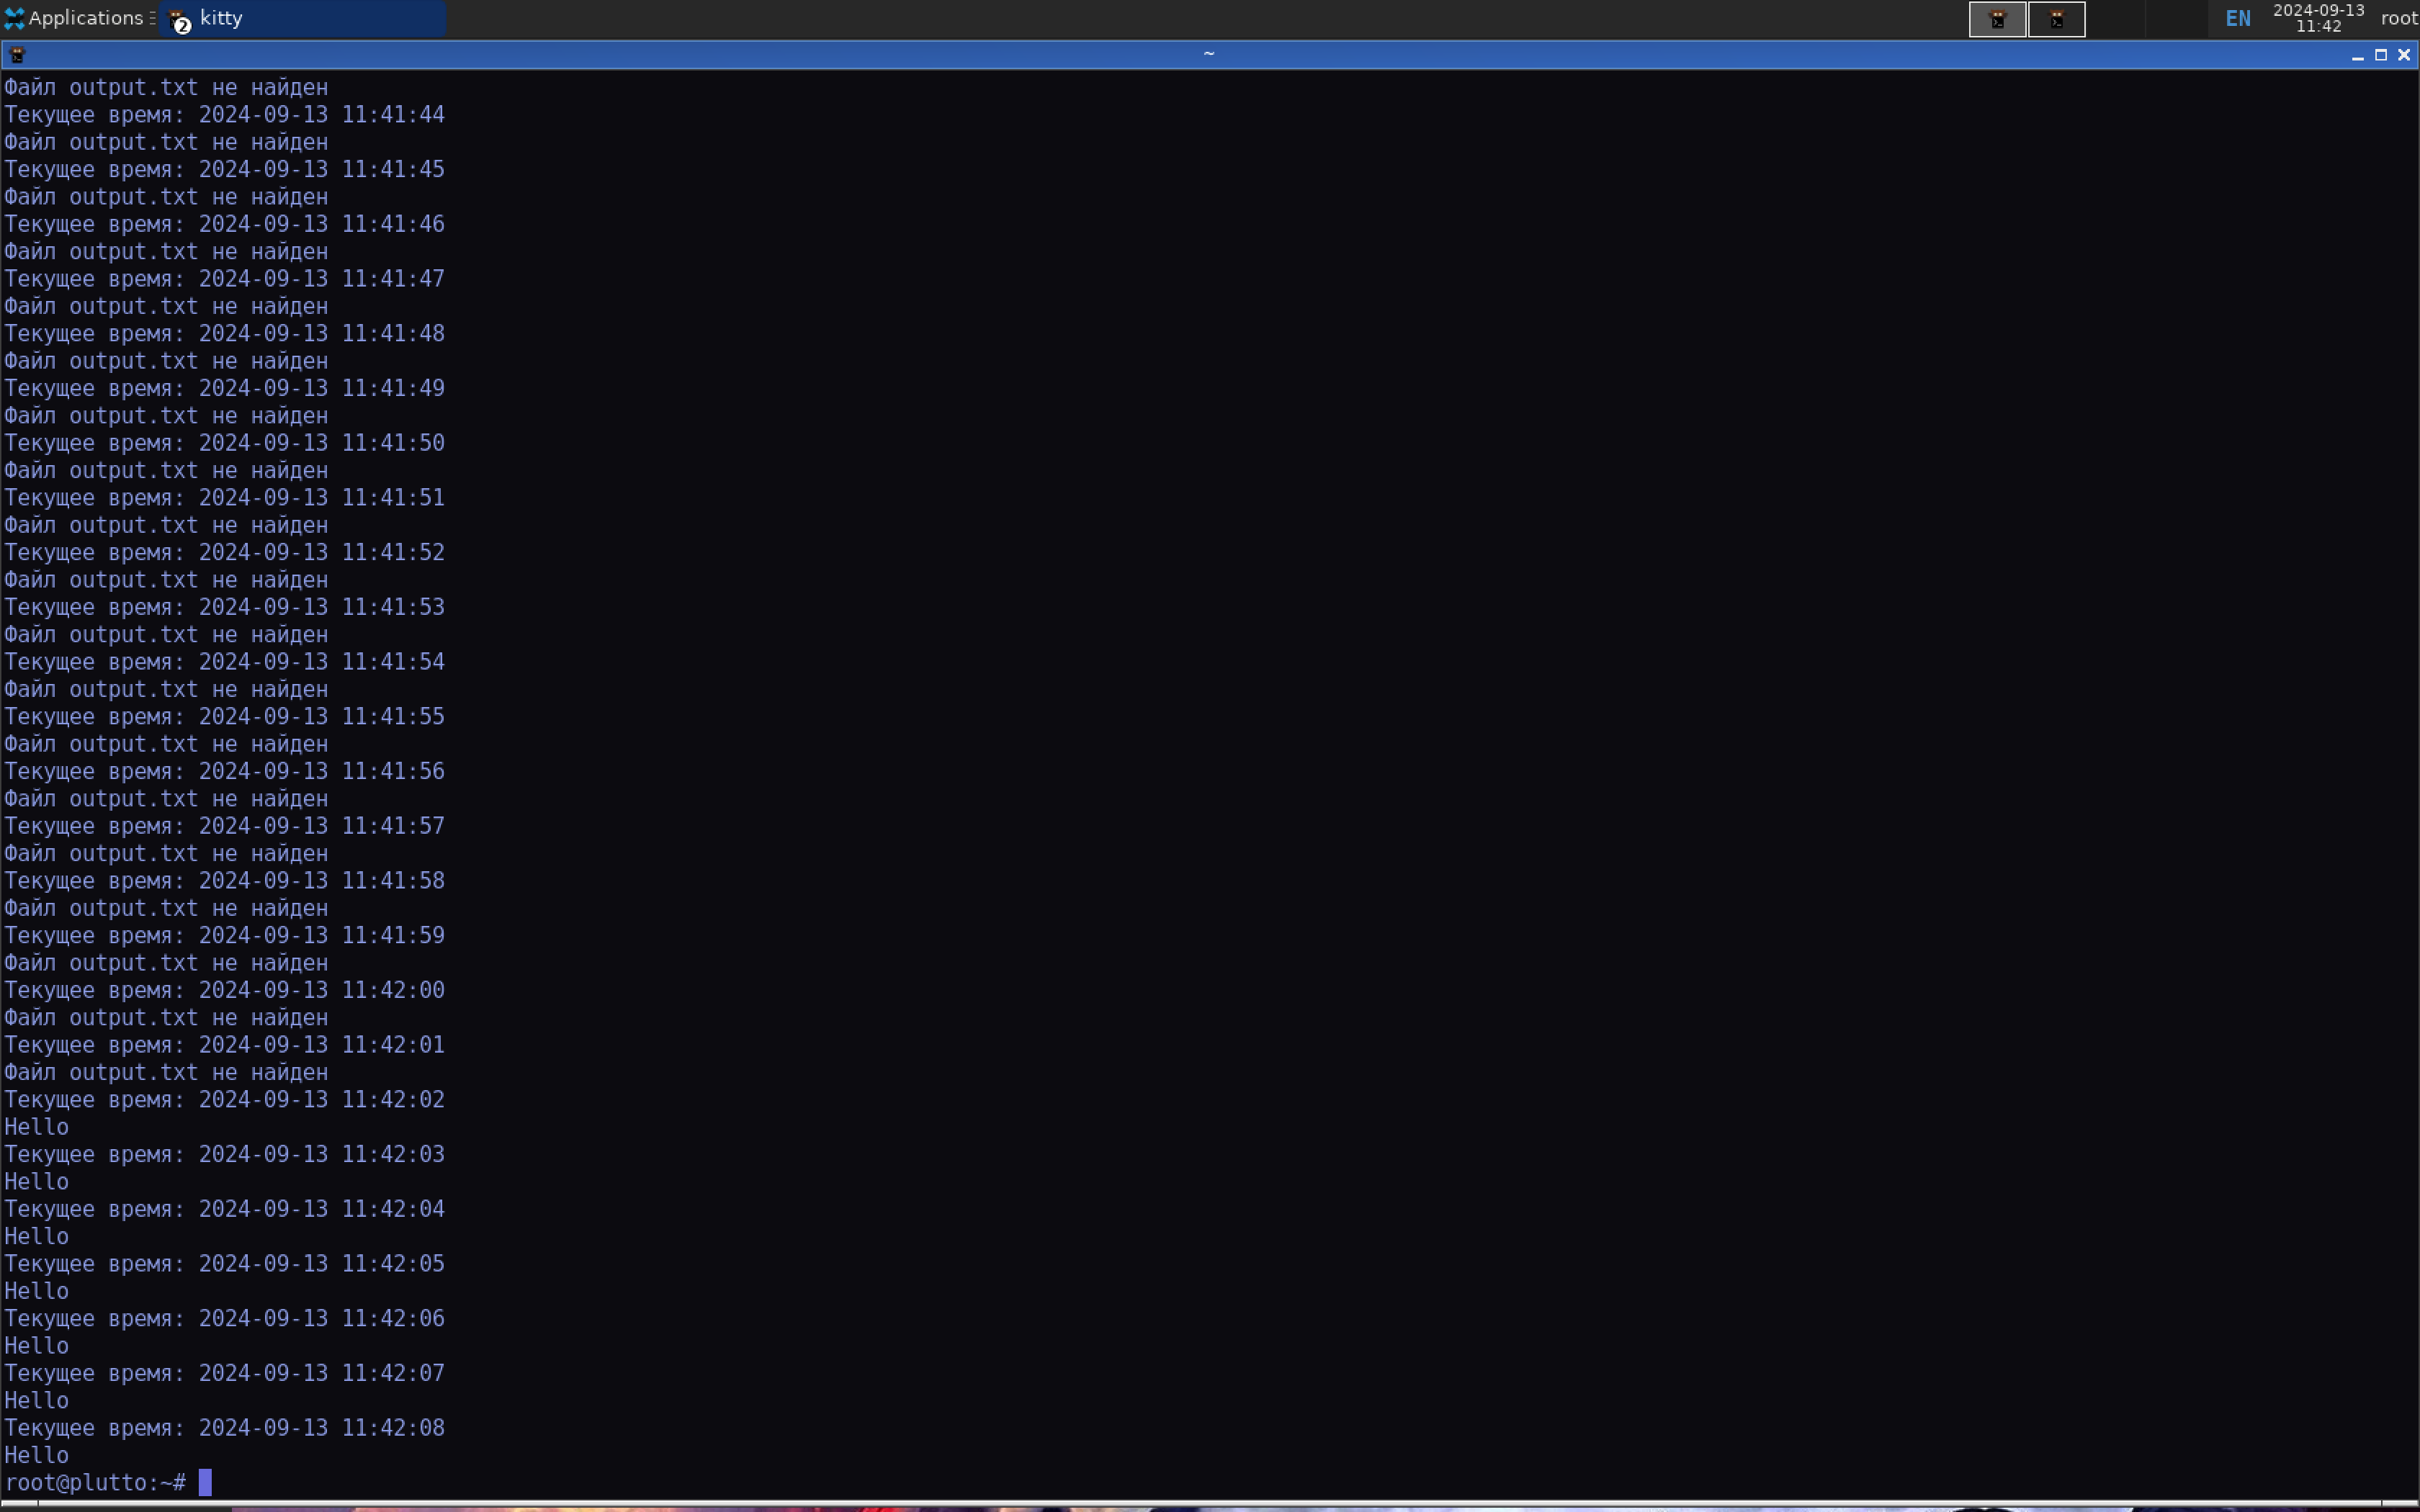 Applications
2
kitty
EN
2024-09-13
11:42
root
~
Файл output.txt не найден
Текущее время: 2024-09-13 11:41:44
Файл output.txt не найден
Текущее время: 2024-09-13 11:41:45
Файл output.txt не найден
Текущее время: 2024-09-13 11:41:46
Файл output.txt не найден
Текущее время: 2024-09-13 11:41:47
Файл output.txt не найден
Текущее время: 2024-09-13 11:41:48
Файл output.txt не найден
Текущее время: 2024-09-13 11:41:49
Файл output.txt не найден
Текущее время: 2024-09-13 11:41:50
Файл output.txt не найден
Текущее время: 2024-09-13 11:41:51
Файл output.txt не найден
Текущее время: 2024-09-13 11:41:52
Файл output.txt не найден
Текущее время: 2024-09-13 11:41:53
Файл output.txt не найден
Текущее время: 2024-09-13 11:41:54
Файл output.txt не найден
Текущее время: 2024-09-13 11:41:55
Файл output.txt не найден
Текущее время: 2024-09-13 11:41:56
Файл output.txt не найден
Текущее время: 2024-09-13 11:41:57
Файл output.txt не найден
Текущее время: 2024-09-13 11:41:58
Файл output.txt не найден
Текущее время: 2024-09-13 11:41:59
Файл output.txt не найден
Текущее время: 2024-09-13 11:42:00
Файл output.txt не найден
Текущее время: 2024-09-13 11:42:01
Файл output.txt не найден
Текущее время: 2024-09-13 11:42:02
Hello
Текущее время: 2024-09-13 11:42:03
Hello
Текущее время: 2024-09-13 11:42:04
Hello
Текущее время: 2024-09-13 11:42:05
Hello
Текущее время: 2024-09-13 11:42:06
Hello
Текущее время: 2024-09-13 11:42:07
Hello
Текущее время: 2024-09-13 11:42:08
Hello
root@plutto:~#